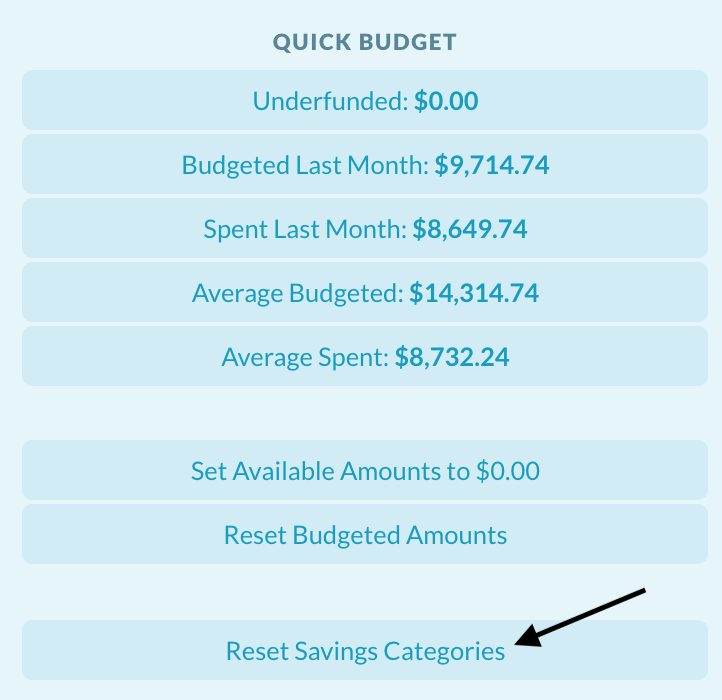 QUICK BUDGET
Underfunded: $0.00
Budgeted Last Month: $9,714.74
Spent Last Month: $8,649.74
Average Budgeted: $14,314.74
Average Spent: $8,732.24
Set Available Amounts to $0.00
Reset Budgeted Amounts
Reset Savings Categories